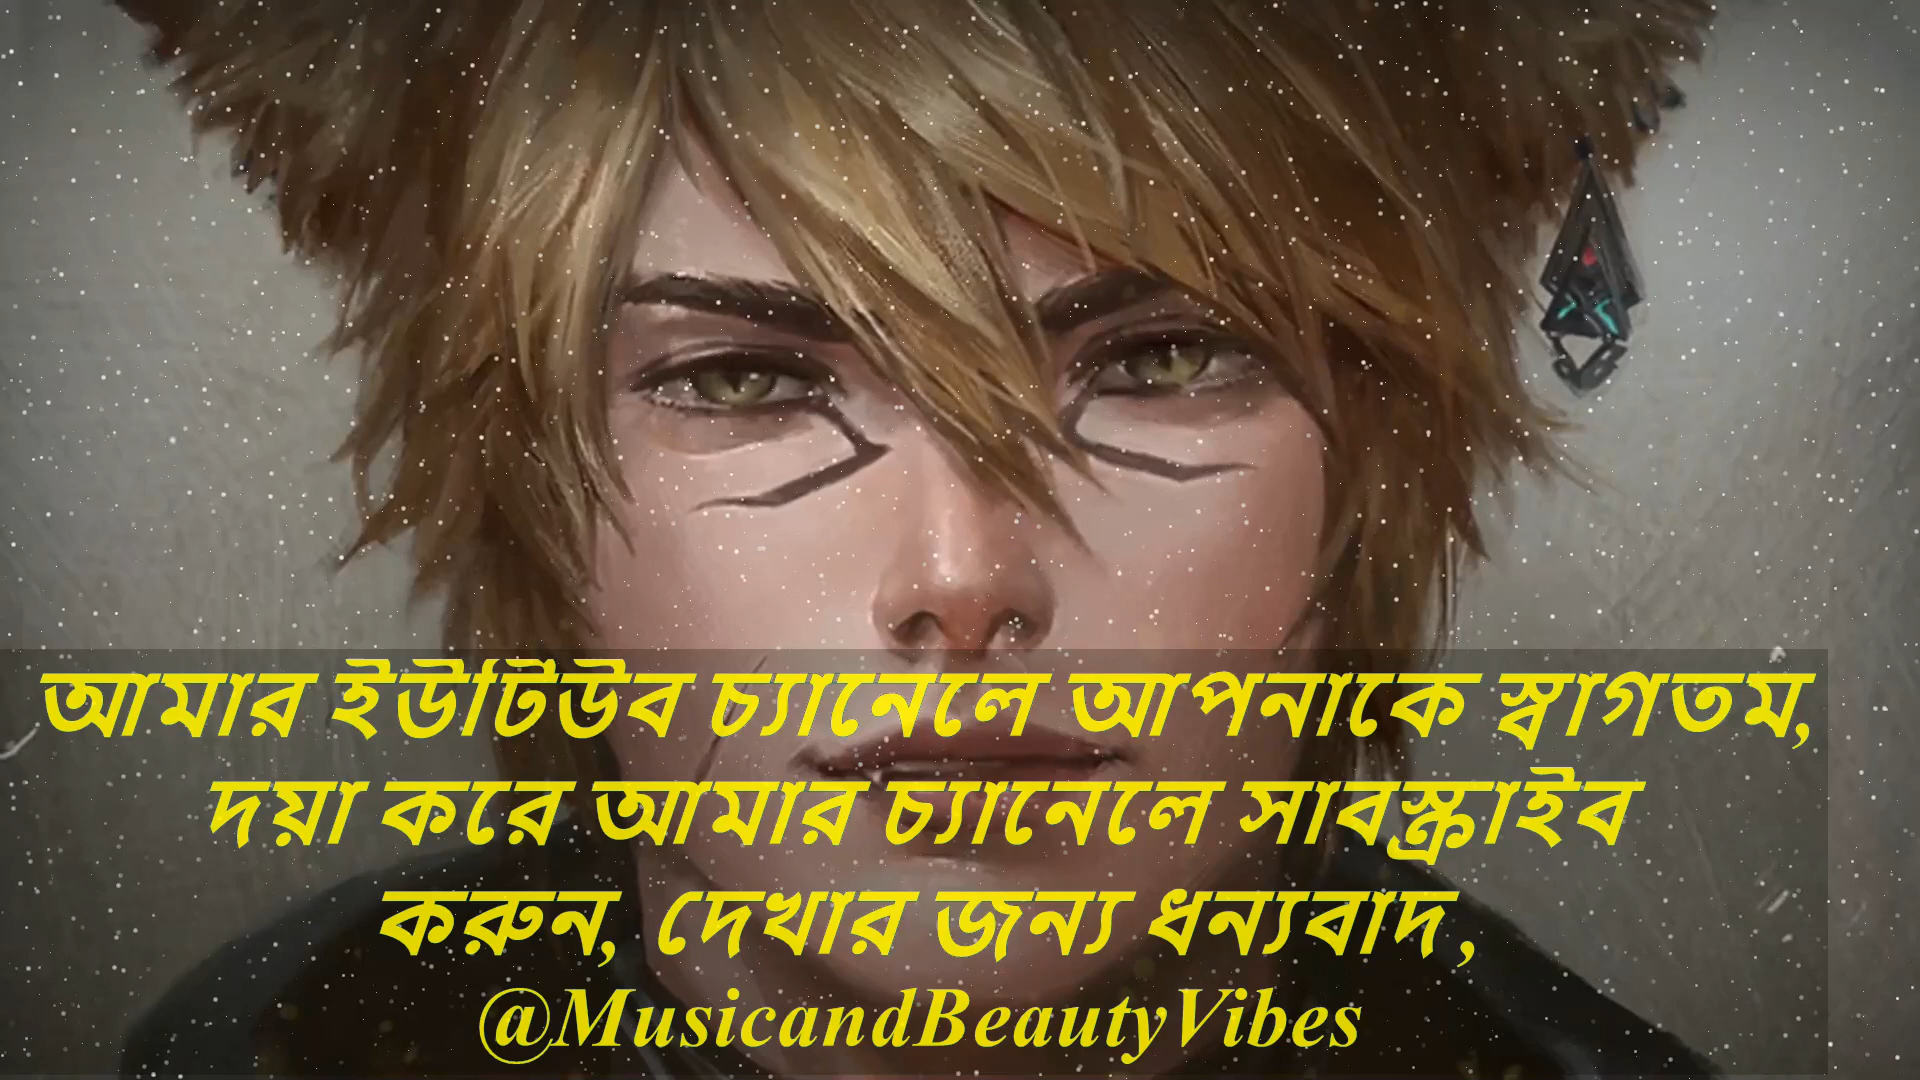 আমার ইউটিউব চ্যানেলে আপনাকে স্বাগতম,
দয়া করে আমার চ্যানেলে সাবস্ক্রাইব
করুন, দেখার জন্য ধন্যবাদ,
@MusicandBeautyVibes